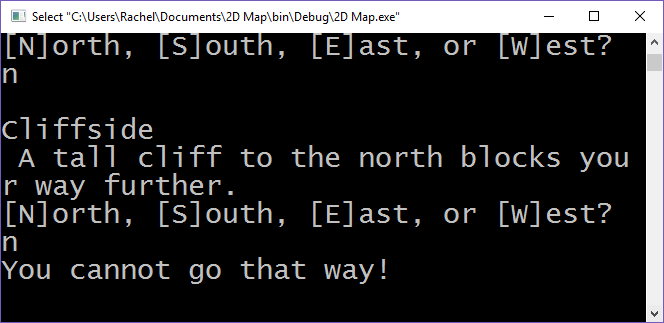 Select "C:\Users\Rachel\Documents\2D Map\bin\Debug\2D Map.exe"
[N]orth, [S]outh, [E]ast, or [W]est?
n
Cliffside
 A tall cliff to the north blocks you
r way further.
[N]orth, [S]outh, [E]ast, or [W]est?
n
You cannot go that way!